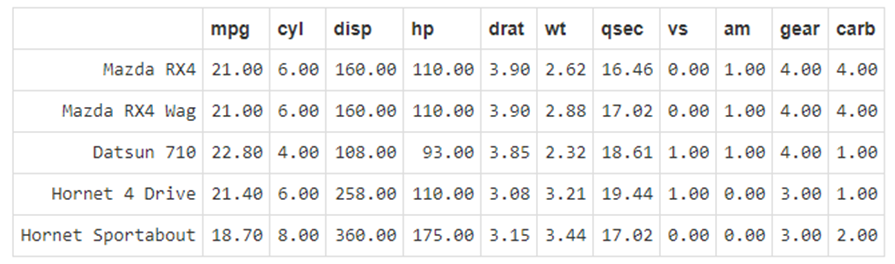 mpg cyl disp hp drat wt qsec vs am gear carb
Mazda RX4 21.00 6.00 160.00 110.00 3.90 2.62 16.46 0.00 1.00 4.00 4.00
Mazda RX4 Wag 21.00 6.00 160.00 110.00 3.90 2.88 17.02 0.00 1.00 4.00 4.00
Datsun 710 22.80 4.00 108.00 93.00 3.85 2.32 18.61 1.00 1.00 4.00 1.00
Hornet 4 Drive 21.40 6.00 258.00 110.00 3.08 3.21 19.44 1.00 0.00 3.00 1.00
Hornet Sportabout 18.70 8.00 360.00 175.00 3.15 3.44 17.02 0.00 0.00 3.00 2.00